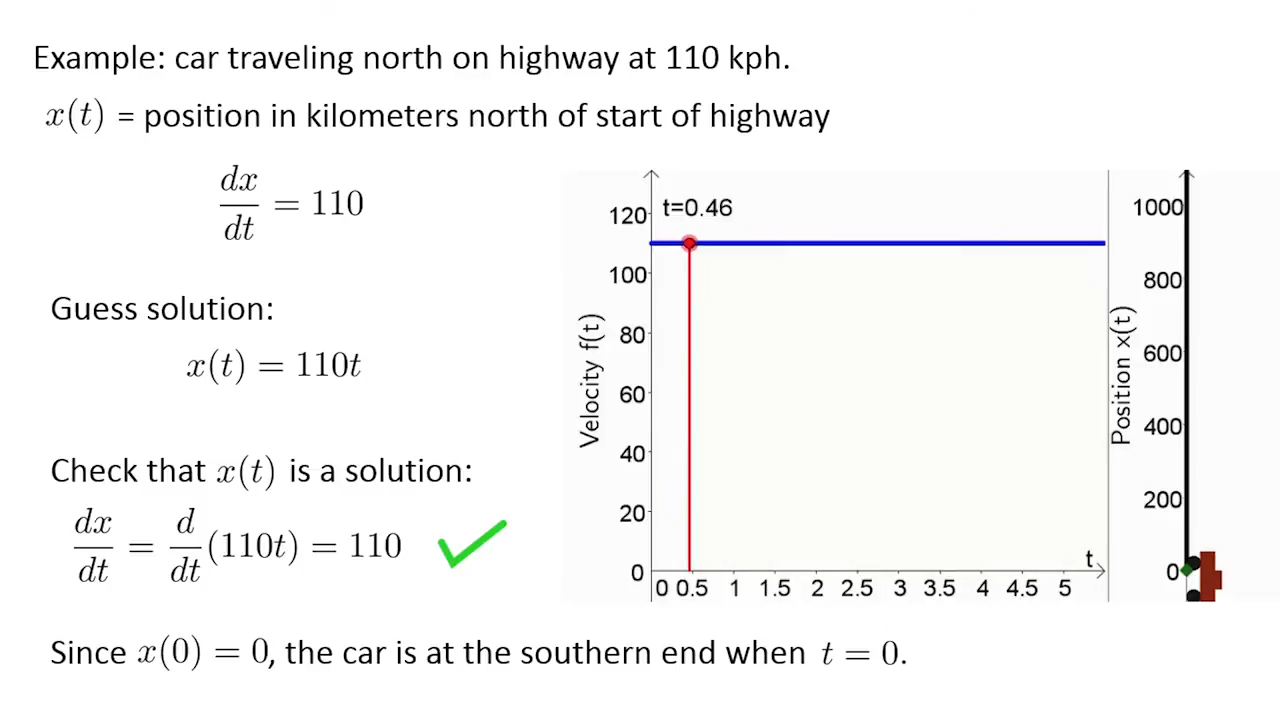 Example: car traveling north on highway at 110 kph.
x(t) = position in kilometers north of start of highway
dx/dt = 110
Guess solution:
x(t) = 110t
Check that x(t) is a solution:
dx/dt = d/dt(110t) = 110
Since x(0) = 0, the car is at the southern end when t = 0.
t=0.46
Velocity f(t)
120
100
80
60
40
20
0
0 0.5 1 1.5 2 2.5 3 3.5 4 4.5 5
t
Position x(t)
1000
800
600
400
200
0